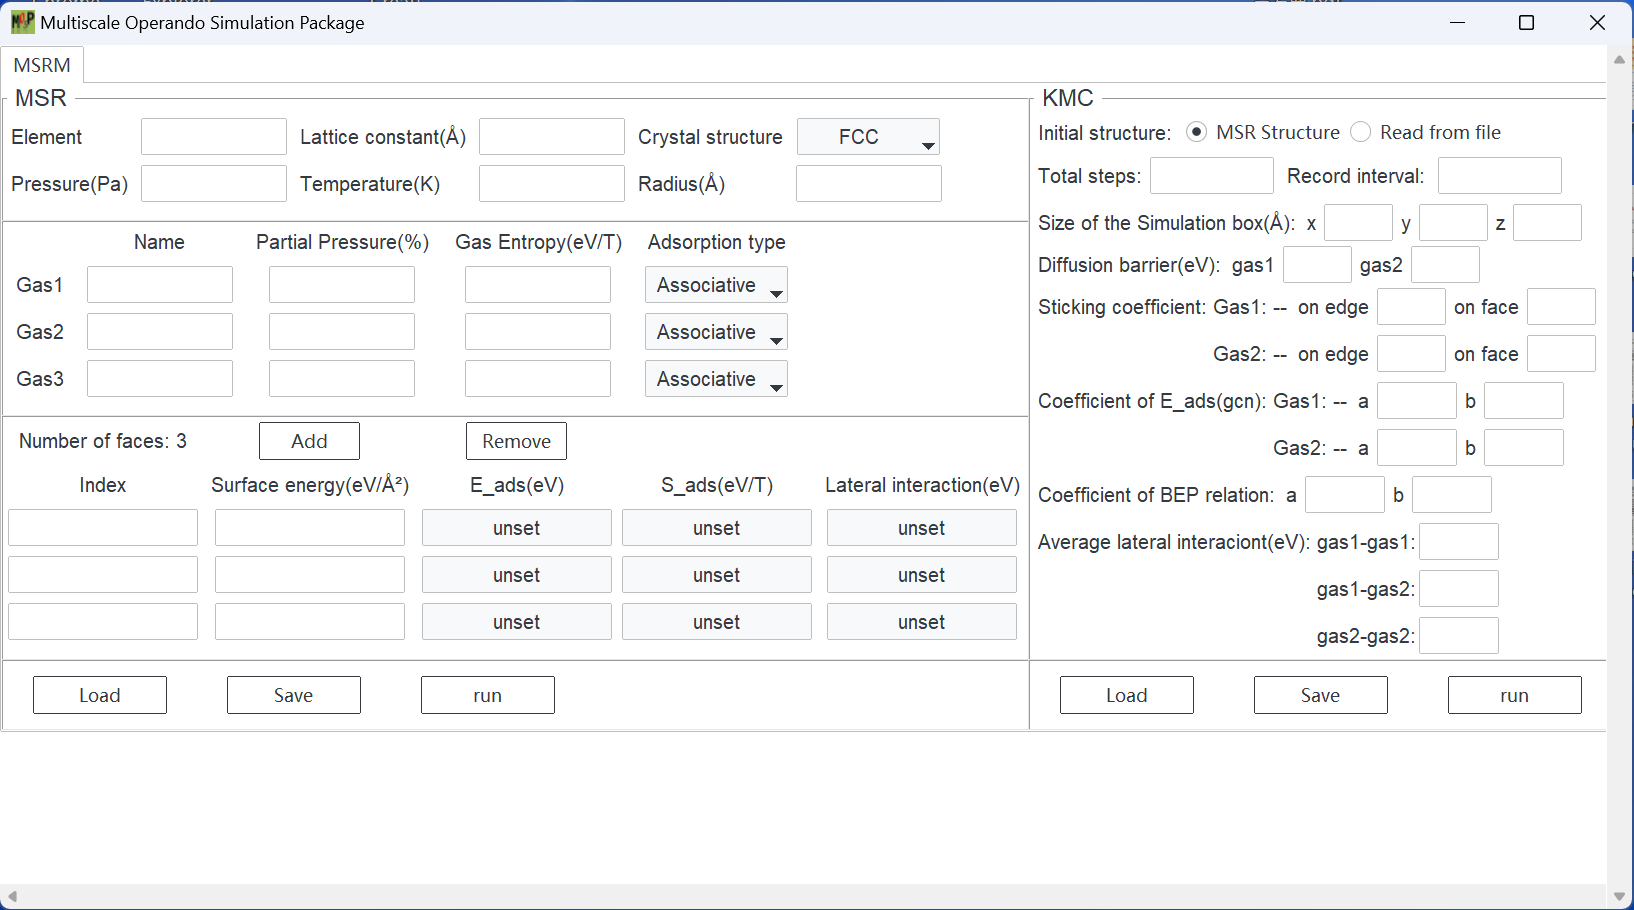 Multiscale Operando Simulation Package
MSRM
MSR
Element Lattice constant(Å) Crystal structure FCC
Pressure(Pa) Temperature(K) Radius(Å)
Name Partial Pressure(%) Gas Entropy(eV/T) Adsorption type
Gas1 Associative
Gas2 Associative
Gas3 Associative
Number of faces: 3 Add Remove
Index Surface energy(eV/Å²) E_ads(eV) S_ads(eV/T) Lateral interaction(eV)
unset unset unset
unset unset unset
unset unset unset
Load Save run
KMC
Initial structure: MSR Structure Read from file
Total steps: Record interval:
Size of the Simulation box(Å): x y z
Diffusion barrier(eV): gas1 gas2
Sticking coefficient: Gas1: -- on edge on face
Gas2: -- on edge on face
Coefficient of E_ads(gcn): Gas1: -- a b
Gas2: -- a b
Coefficient of BEP relation: a b
Average lateral interaciont(eV): gas1-gas1:
gas1-gas2:
gas2-gas2:
Load Save run